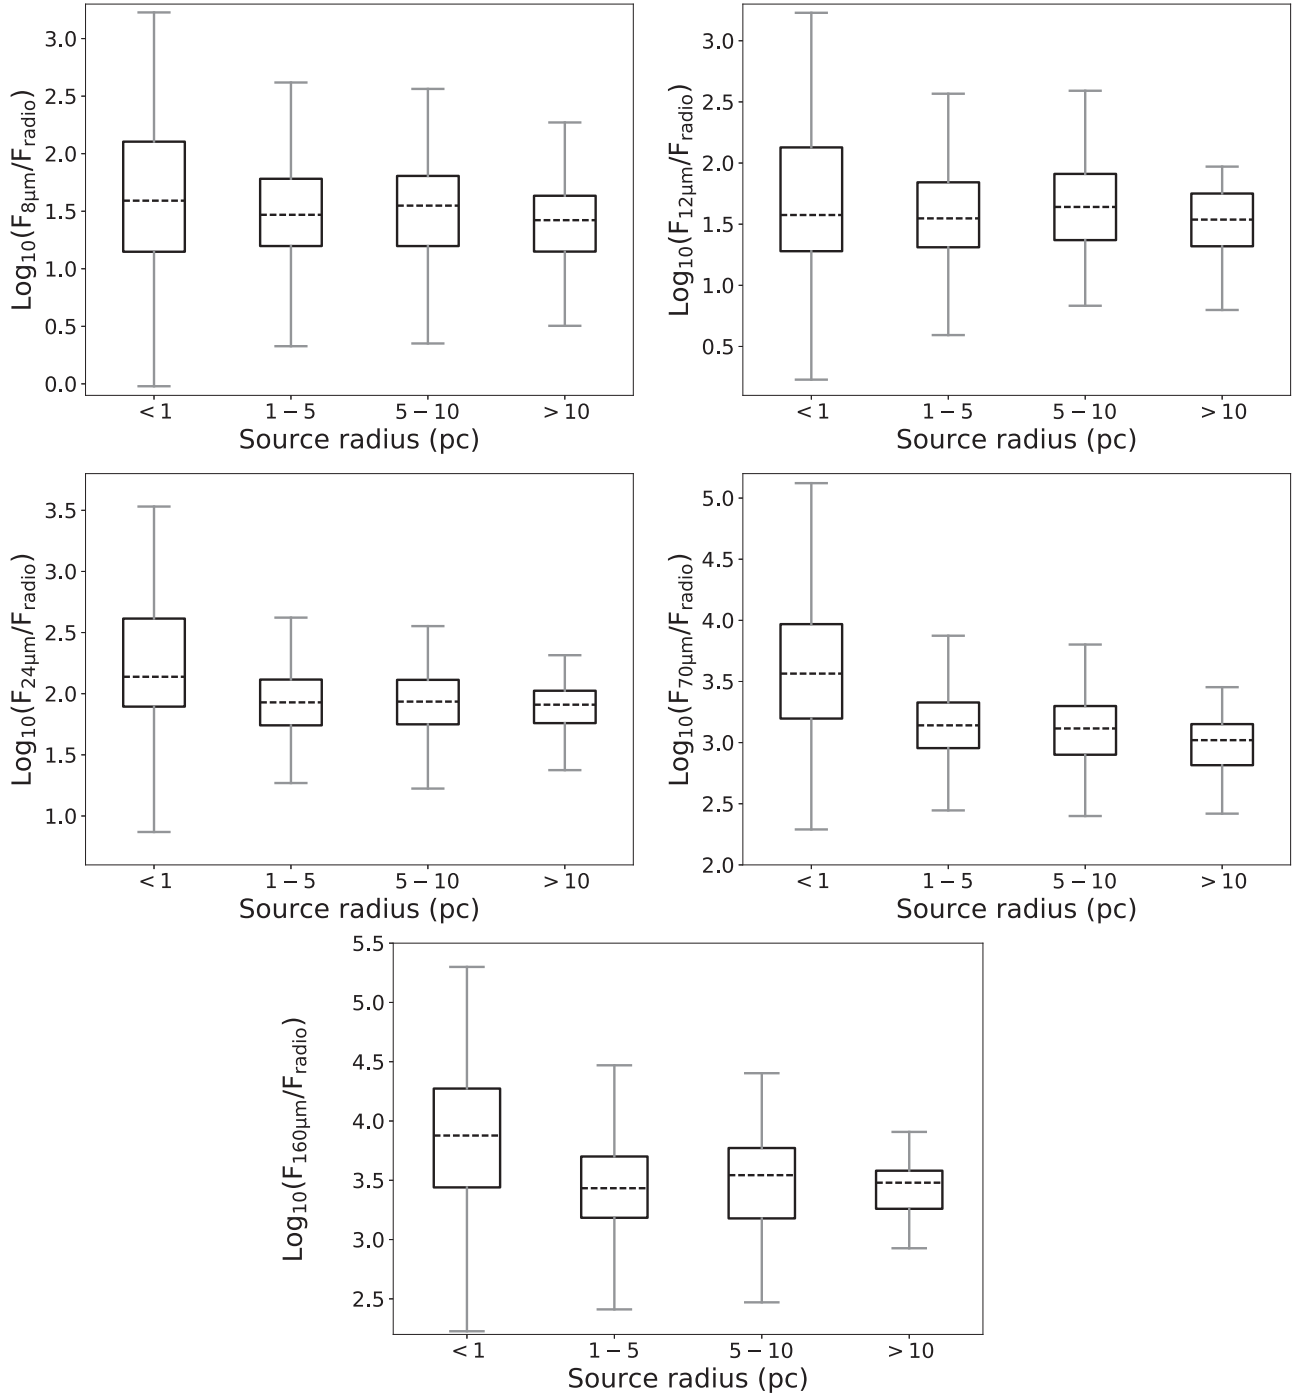 Log10(F8μm/Fradio)
3.0
2.5
2.0
1.5
1.0
0.5
0.0
< 1 1 − 5 5 − 10 > 10
Source radius (pc)
Log10(F12μm/Fradio)
3.0
2.5
2.0
1.5
1.0
0.5
< 1 1 − 5 5 − 10 > 10
Source radius (pc)
Log10(F24μm/Fradio)
3.5
3.0
2.5
2.0
1.5
1.0
< 1 1 − 5 5 − 10 > 10
Source radius (pc)
Log10(F70μm/Fradio)
5.0
4.5
4.0
3.5
3.0
2.5
2.0
< 1 1 − 5 5 − 10 > 10
Source radius (pc)
Log10(F160μm/Fradio)
5.5
5.0
4.5
4.0
3.5
3.0
2.5
< 1 1 − 5 5 − 10 > 10
Source radius (pc)